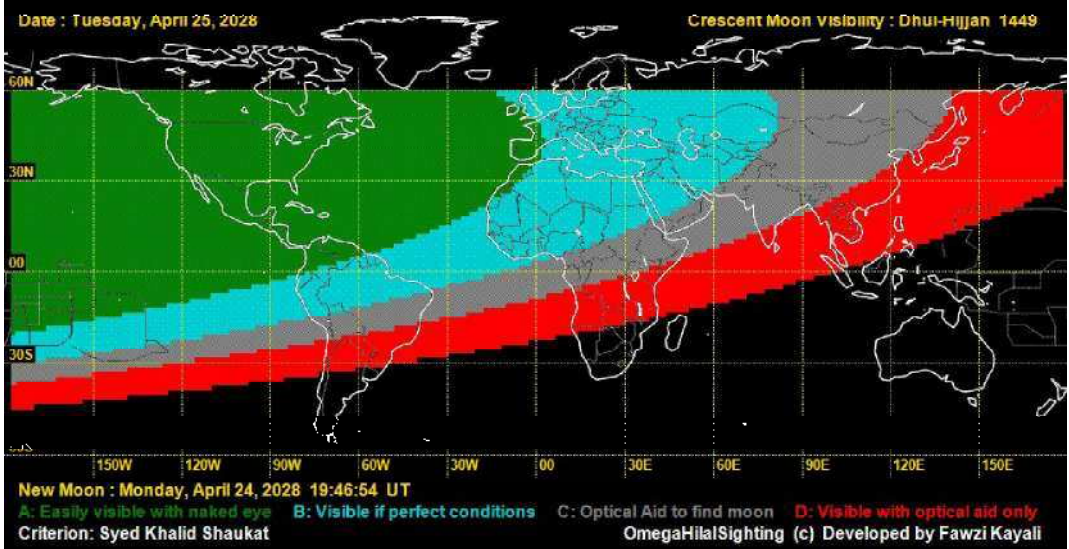 Date : Tuesday, April 25, 2028
Crescent Moon Visibility : Dhul-Hijjah 1449
60N
30N
00
30S
150W 120W 90W 60W 30W 00 30E 60E 90E 120E 150E
New Moon : Monday, April 24, 2028 19:46:54 UT
A: Easily visible with naked eye B: Visible if perfect conditions C: Optical Aid to find moon D: Visible with optical aid only
Criterion: Syed Khalid Shaukat
OmegaHilalSighting (c) Developed by Fawzi Kayali